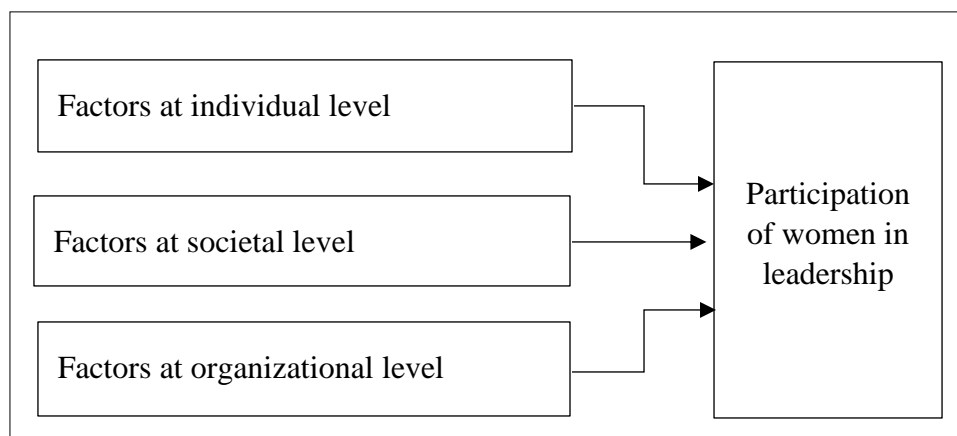 Factors at individual level
Factors at societal level
Factors at organizational level
Participation
of women in
leadership